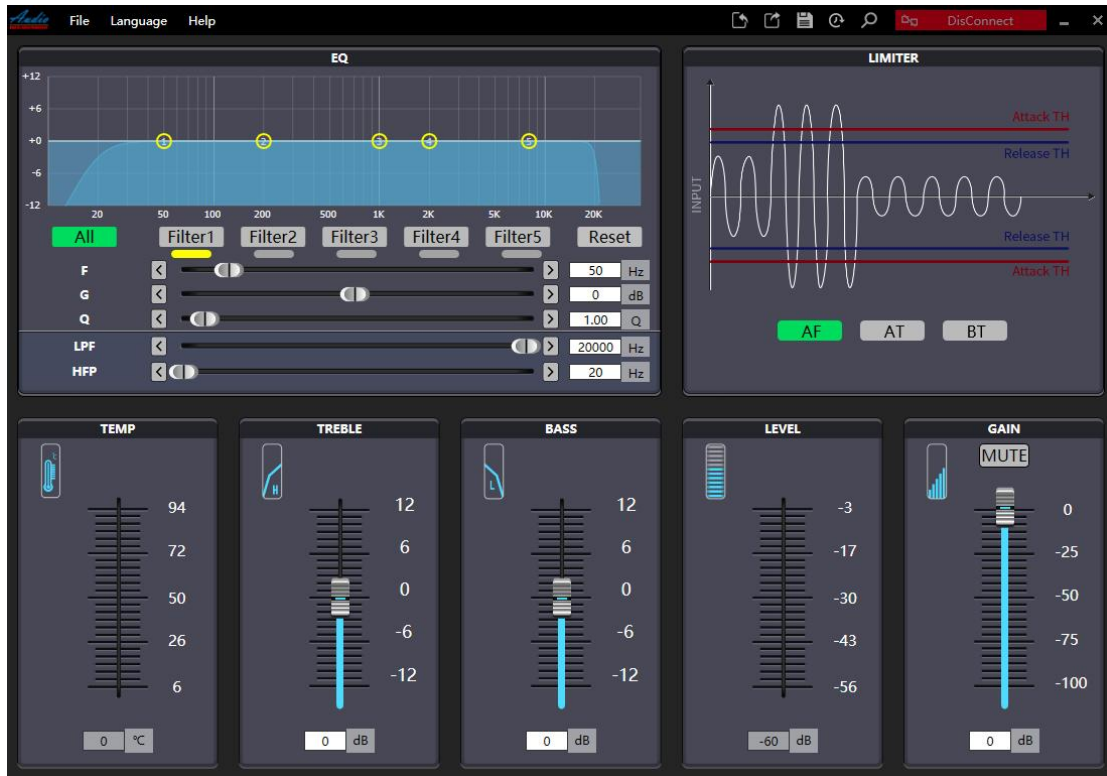 Audio File Language Help DisConnect
EQ
+12
+6
+0
-6
-12
1 2 3 4 5
20 50 100 200 500 1K 2K 5K 10K 20K
All Filter1 Filter2 Filter3 Filter4 Filter5 Reset
F 50 Hz
G 0 dB
Q 1.00 Q
LPF 20000 Hz
HFP 20 Hz
LIMITER
Attack TH
Release TH
INPUT
Release TH
Attack TH
AF AT BT
TEMP
°C
94
72
50
26
6
0 °C
TREBLE
H
12
6
0
-6
-12
0 dB
BASS
L
12
6
0
-6
-12
0 dB
LEVEL
-3
-17
-30
-43
-56
-60 dB
GAIN
MUTE
0
-25
-50
-75
-100
0 dB